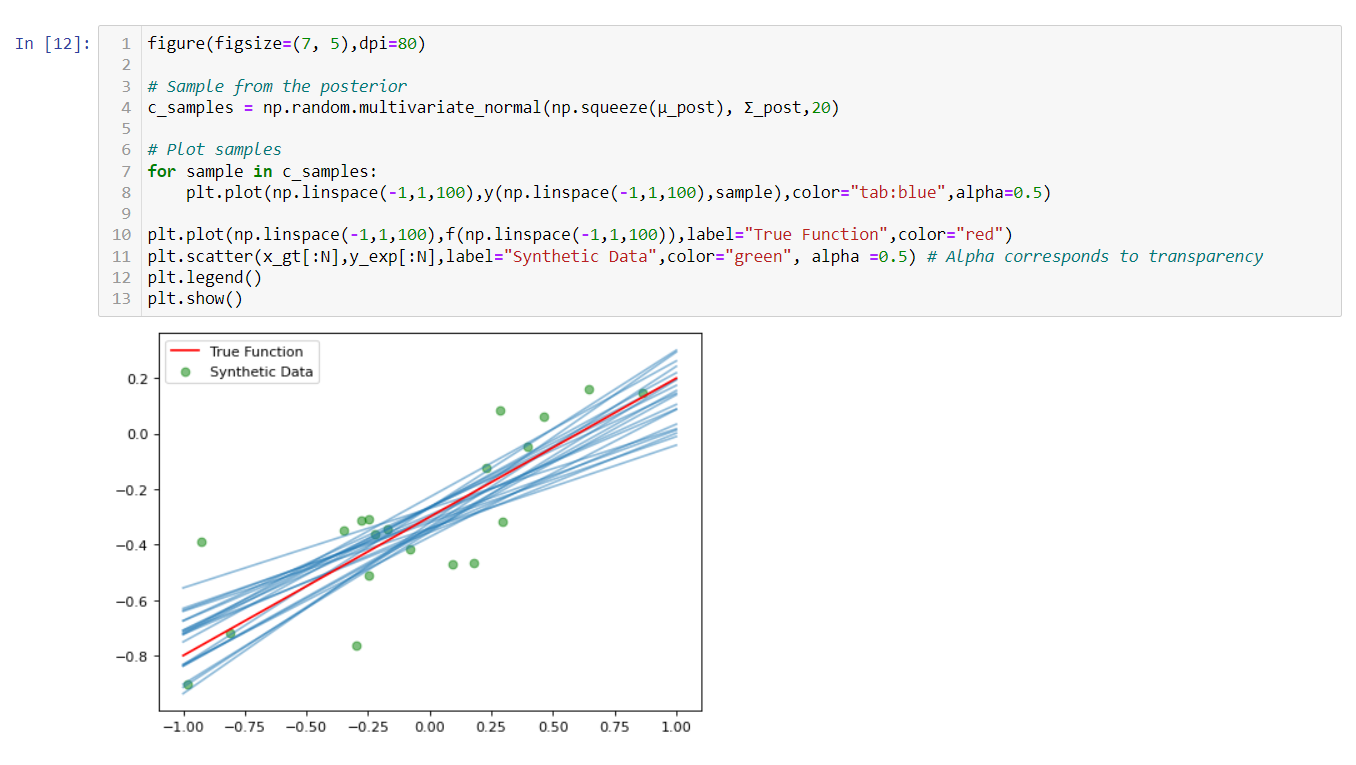 In [12]:
1 figure(figsize=(7, 5),dpi=80)
2
3 # Sample from the posterior
4 c_samples = np.random.multivariate_normal(np.squeeze(μ_post), Σ_post,20)
5
6 # Plot samples
7 for sample in c_samples:
8     plt.plot(np.linspace(-1,1,100),y(np.linspace(-1,1,100),sample),color="tab:blue",alpha=0.5)
9
10 plt.plot(np.linspace(-1,1,100),f(np.linspace(-1,1,100)),label="True Function",color="red")
11 plt.scatter(x_gt[:N],y_exp[:N],label="Synthetic Data",color="green", alpha =0.5) # Alpha corresponds to transparency
12 plt.legend()
13 plt.show()
True Function
Synthetic Data
0.2
0.0
−0.2
−0.4
−0.6
−0.8
−1.00 −0.75 −0.50 −0.25 0.00 0.25 0.50 0.75 1.00